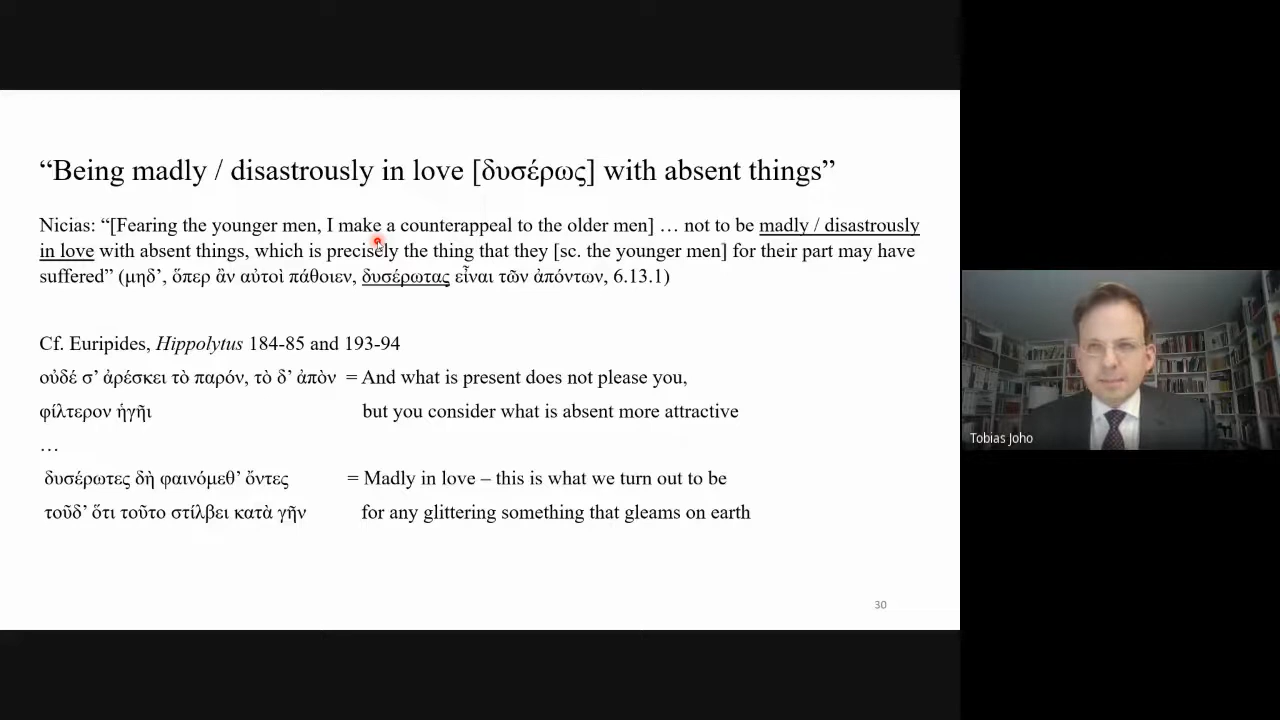 “Being madly / disastrously in love [δυσέρως] with absent things”
Nicias: “[Fearing the younger men, I make a counterappeal to the older men] … not to be madly / disastrously
in love with absent things, which is precisely the thing that they [sc. the younger men] for their part may have
suffered” (μηδ’, ὅπερ ἂν αὐτοὶ πάθοιεν, δυσέρωτας εἶναι τῶν ἀπόντων, 6.13.1)
Cf. Euripides, Hippolytus 184-85 and 193-94
οὐδέ σ’ ἀρέσκει τὸ παρόν, τὸ δ’ ἀπὸν = And what is present does not please you,
φίλτερον ἡγῆι but you consider what is absent more attractive
…
δυσέρωτες δὴ φαινόμεθ’ ὄντες = Madly in love – this is what we turn out to be
τοῦδ’ ὅτι τοῦτο στίλβει κατὰ γῆν for any glittering something that gleams on earth
30
Tobias Joho